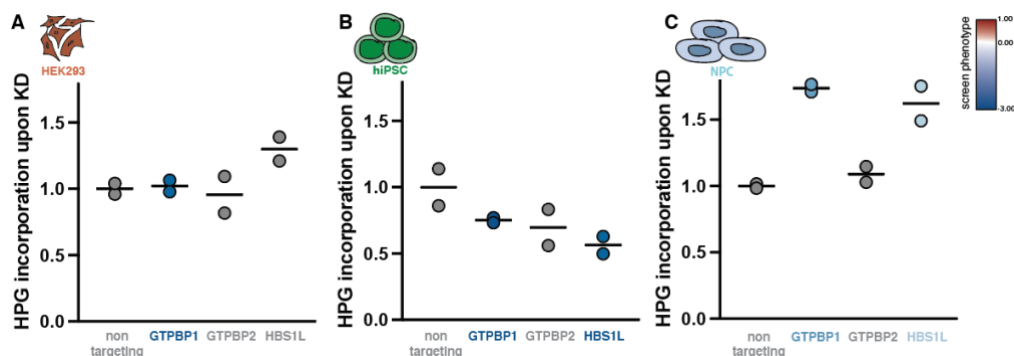 A
HEK293
HPG incorporation upon KD
1.5
1.0
0.5
0.0
non targeting
GTPBP1
GTPBP2
HBS1L
B
hiPSC
HPG incorporation upon KD
1.5
1.0
0.5
0.0
non targeting
GTPBP1
GTPBP2
HBS1L
C
NPC
HPG incorporation upon KD
1.5
1.0
0.5
0.0
non targeting
GTPBP1
GTPBP2
HBS1L
screen phenotype
1.00
0.00
-3.00